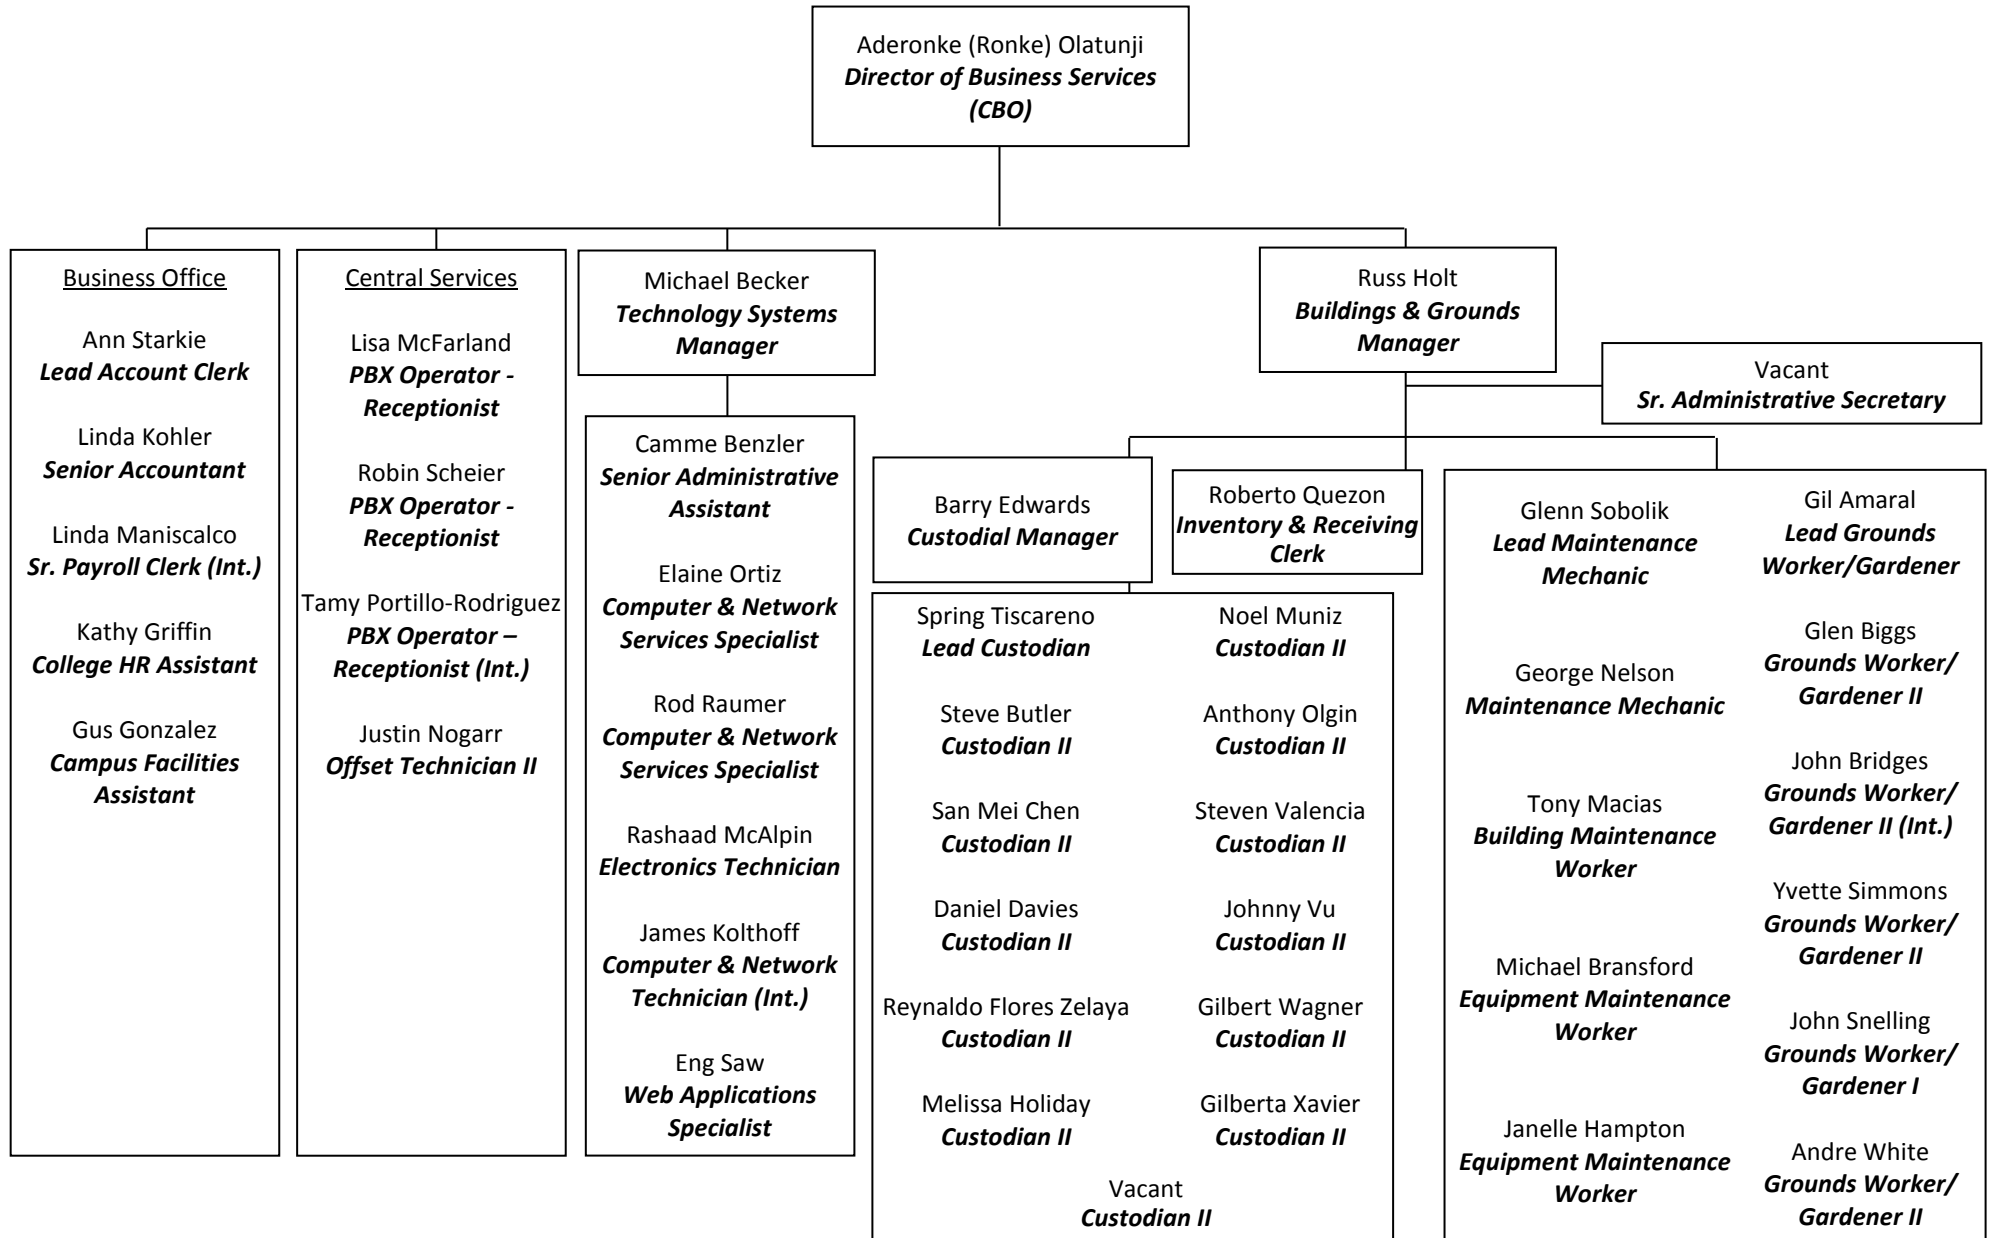 Aderonke (Ronke) Olatunji
Director of Business Services
(CBO)
Business Office
Ann Starkie
Lead Account Clerk
Linda Kohler
Senior Accountant
Linda Maniscalco
Sr. Payroll Clerk (Int.)
Kathy Griffin
College HR Assistant
Gus Gonzalez
Campus Facilities
Assistant
Central Services
Lisa McFarland
PBX Operator -
Receptionist
Robin Scheier
PBX Operator -
Receptionist
Tamy Portillo-Rodriguez
PBX Operator –
Receptionist (Int.)
Justin Nogarr
Offset Technician II
Michael Becker
Technology Systems
Manager
Camme Benzler
Senior Administrative
Assistant
Elaine Ortiz
Computer & Network
Services Specialist
Rod Raumer
Computer & Network
Services Specialist
Rashaad McAlpin
Electronics Technician
James Kolthoff
Computer & Network
Technician (Int.)
Eng Saw
Web Applications
Specialist
Russ Holt
Buildings & Grounds
Manager
Vacant
Sr. Administrative Secretary
Barry Edwards
Custodial Manager
Spring Tiscareno
Lead Custodian
Steve Butler
Custodian II
San Mei Chen
Custodian II
Daniel Davies
Custodian II
Reynaldo Flores Zelaya
Custodian II
Melissa Holiday
Custodian II
Noel Muniz
Custodian II
Anthony Olgin
Custodian II
Steven Valencia
Custodian II
Johnny Vu
Custodian II
Gilbert Wagner
Custodian II
Gilberta Xavier
Custodian II
Vacant
Custodian II
Roberto Quezon
Inventory & Receiving
Clerk
Glenn Sobolik
Lead Maintenance
Mechanic
George Nelson
Maintenance Mechanic
Tony Macias
Building Maintenance
Worker
Michael Bransford
Equipment Maintenance
Worker
Janelle Hampton
Equipment Maintenance
Worker
Gil Amaral
Lead Grounds
Worker/Gardener
Glen Biggs
Grounds Worker/
Gardener II
John Bridges
Grounds Worker/
Gardener II (Int.)
Yvette Simmons
Grounds Worker/
Gardener II
John Snelling
Grounds Worker/
Gardener I
Andre White
Grounds Worker/
Gardener II